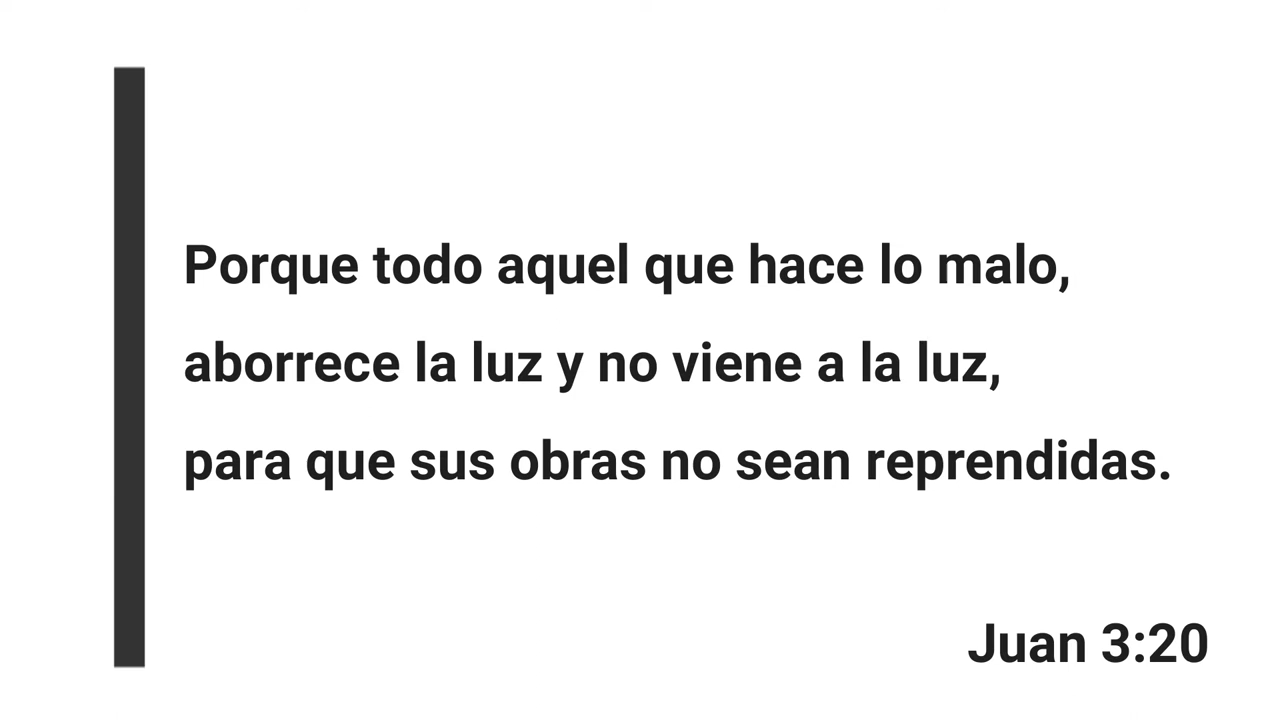 Porque todo aquel que hace lo malo,
aborrece la luz y no viene a la luz,
para que sus obras no sean reprendidas.
Juan 3:20